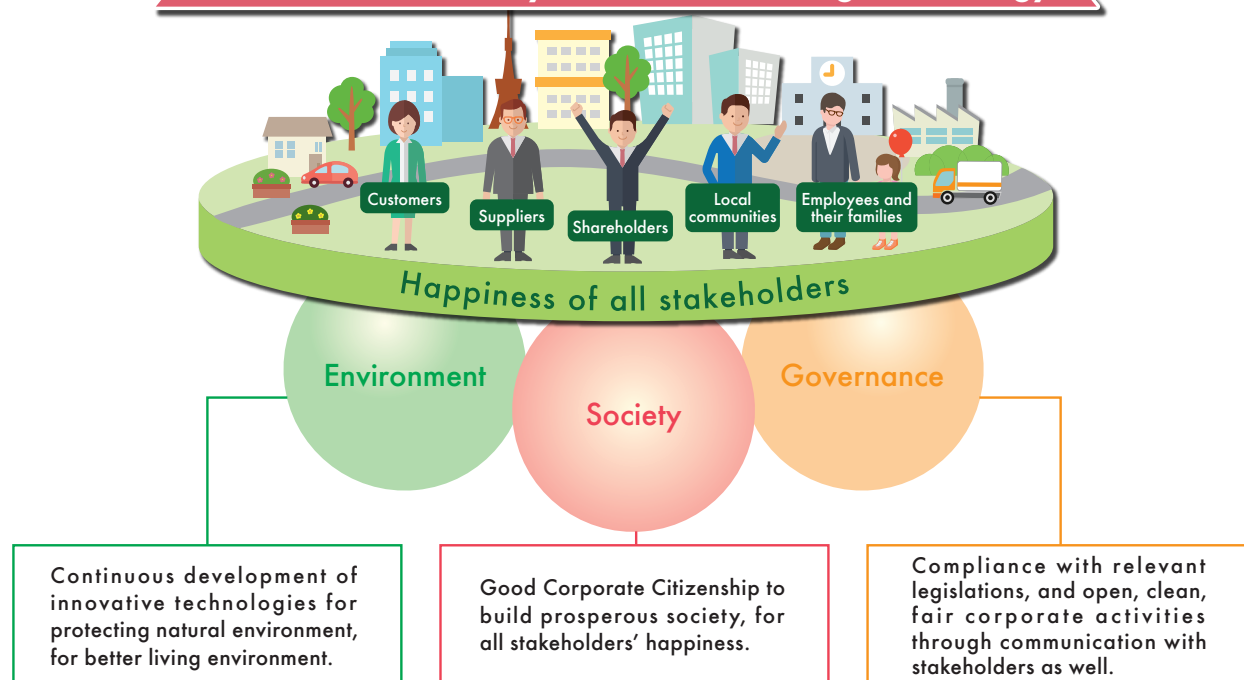 Customers
Suppliers
Shareholders
Local
communities
Employees and
their families
Happiness of all stakeholders
Environment
Society
Governance
Continuous development of
innovative technologies for
protecting natural environment,
for better living environment.
Good Corporate Citizenship to
build prosperous society, for
all stakeholders’ happiness.
Compliance with relevant
legislations, and open, clean,
fair corporate activities
through communication with
stakeholders as well.